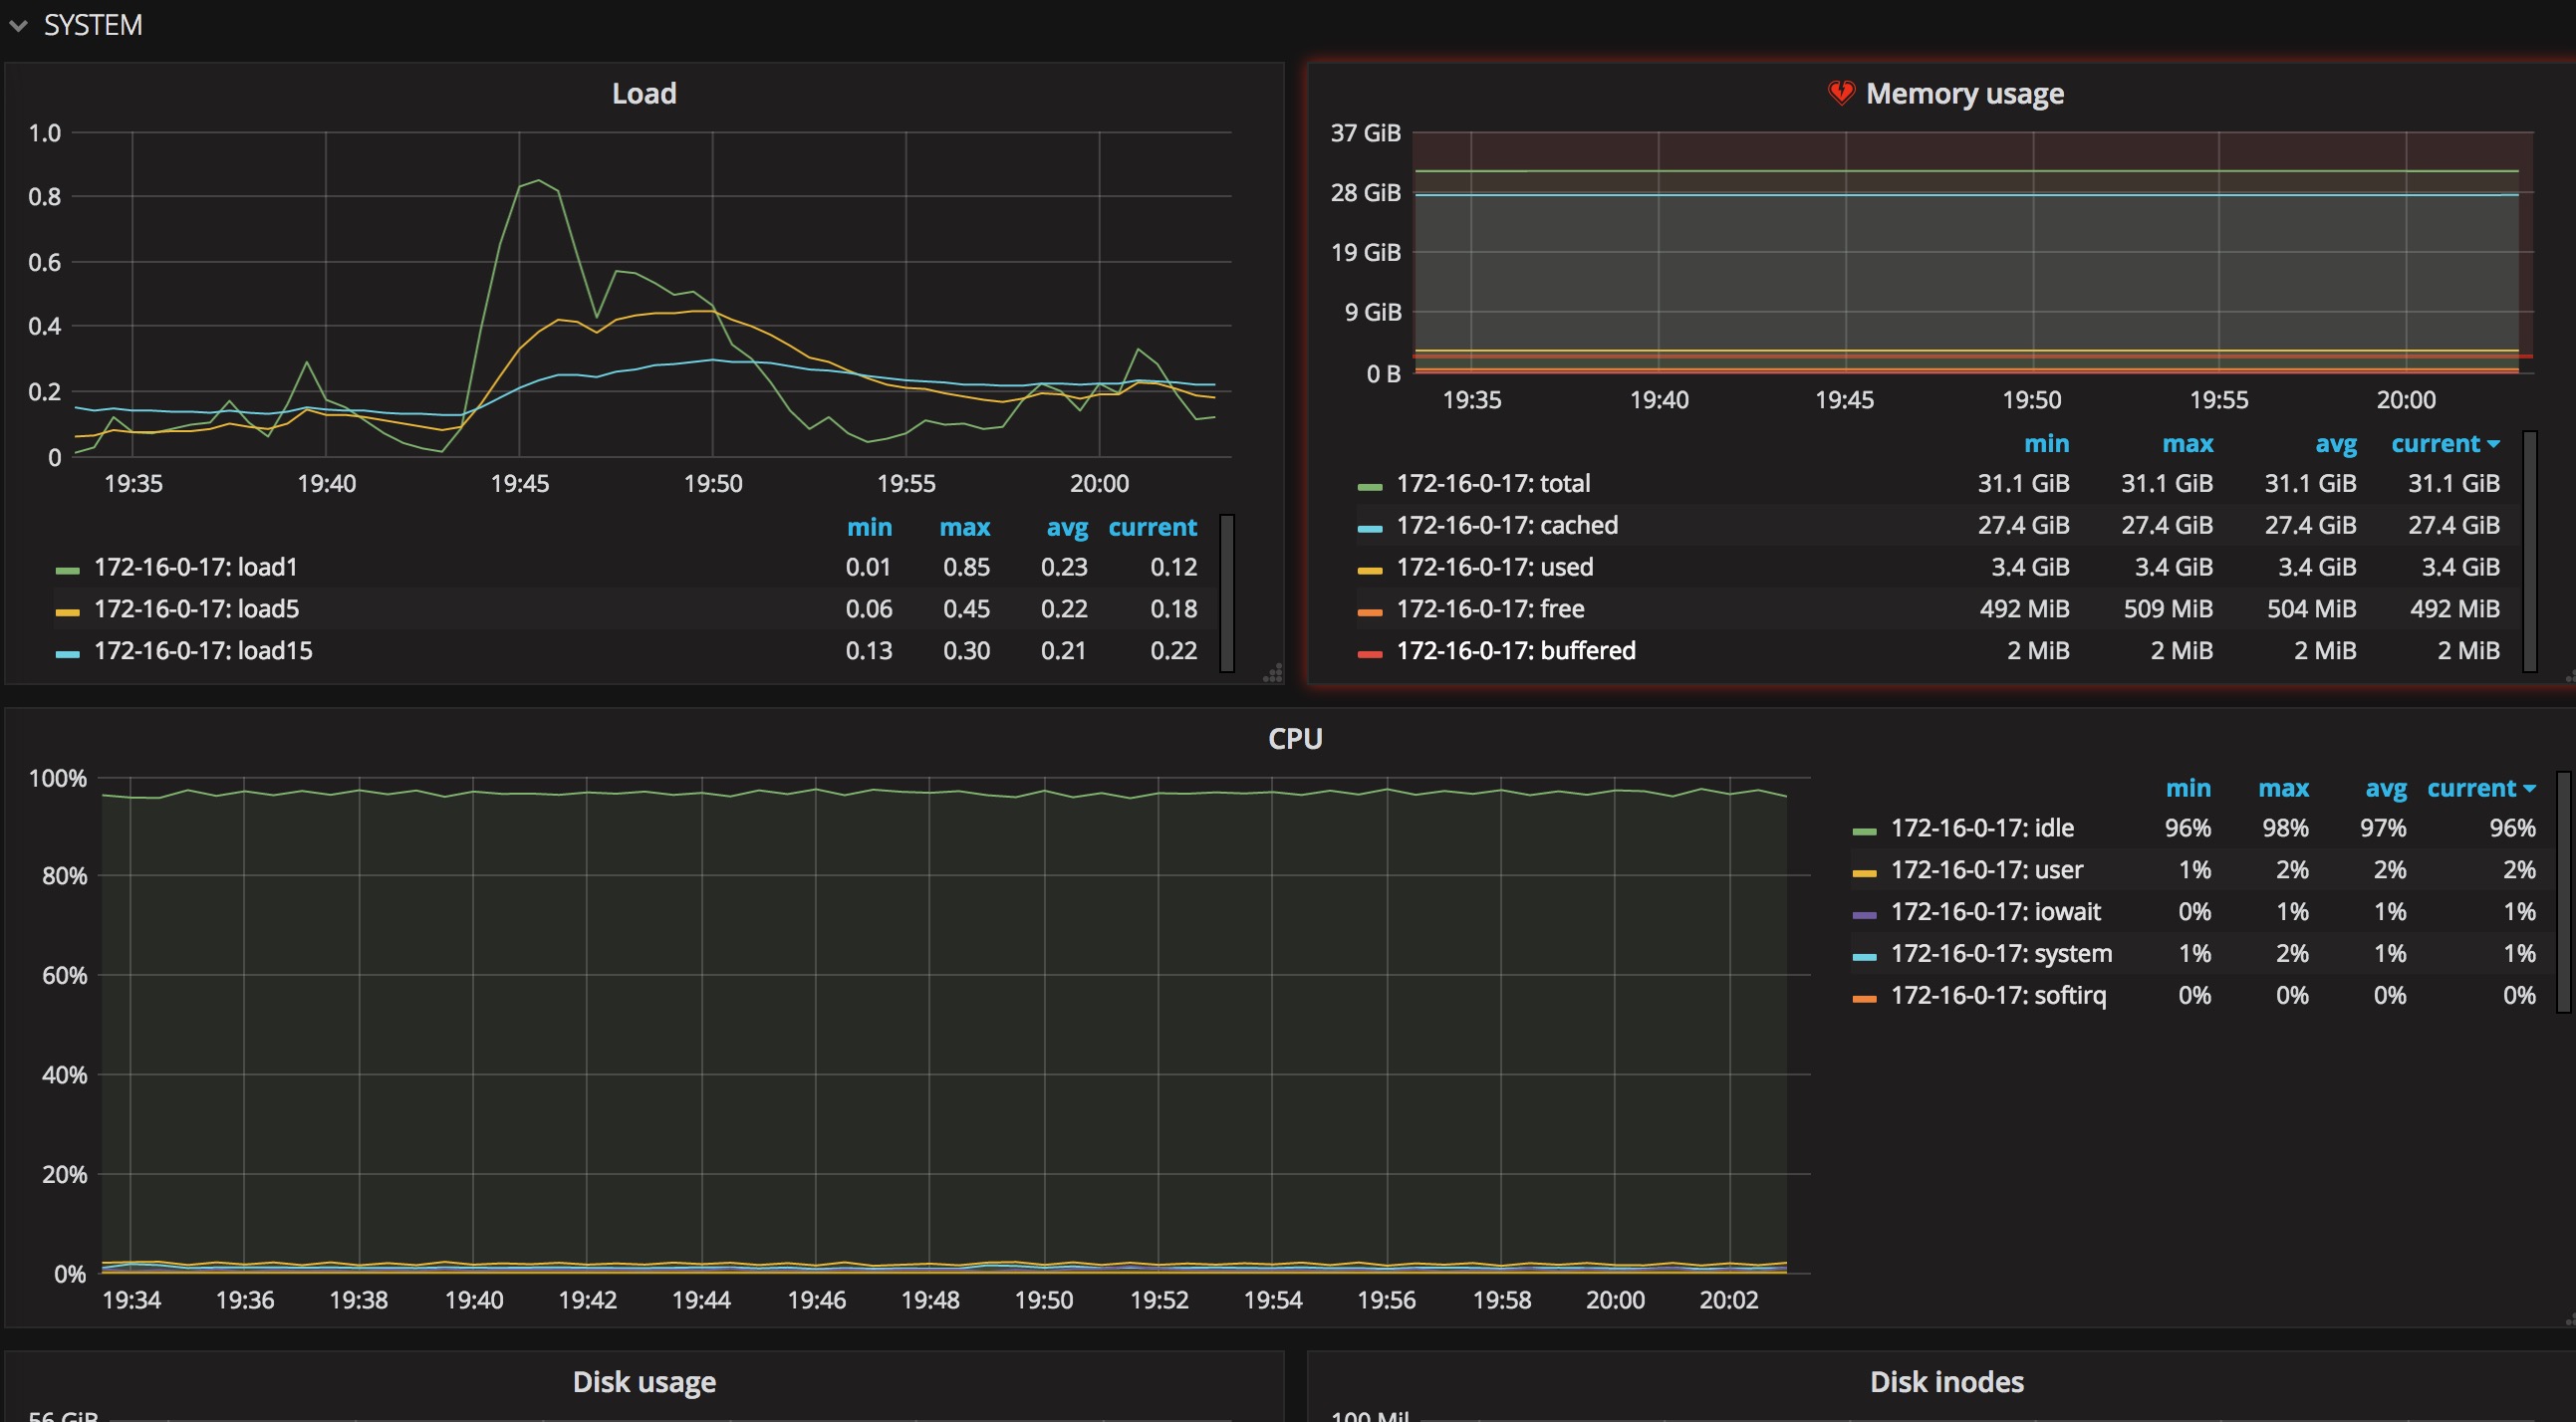 SYSTEM
Load
1.0
0.8
0.6
0.4
0.2
0
19:35 19:40 19:45 19:50 19:55 20:00
min max avg current
172-16-0-17: load1 0.01 0.85 0.23 0.12
172-16-0-17: load5 0.06 0.45 0.22 0.18
172-16-0-17: load15 0.13 0.30 0.21 0.22
Memory usage
37 GiB
28 GiB
19 GiB
9 GiB
0 B
19:35 19:40 19:45 19:50 19:55 20:00
min max avg current
172-16-0-17: total 31.1 GiB 31.1 GiB 31.1 GiB 31.1 GiB
172-16-0-17: cached 27.4 GiB 27.4 GiB 27.4 GiB 27.4 GiB
172-16-0-17: used 3.4 GiB 3.4 GiB 3.4 GiB 3.4 GiB
172-16-0-17: free 492 MiB 509 MiB 504 MiB 492 MiB
172-16-0-17: buffered 2 MiB 2 MiB 2 MiB 2 MiB
CPU
100%
80%
60%
40%
20%
0%
19:34 19:36 19:38 19:40 19:42 19:44 19:46 19:48 19:50 19:52 19:54 19:56 19:58 20:00 20:02
min max avg current
172-16-0-17: idle 96% 98% 97% 96%
172-16-0-17: user 1% 2% 2% 2%
172-16-0-17: iowait 0% 1% 1% 1%
172-16-0-17: system 1% 2% 1% 1%
172-16-0-17: softirq 0% 0% 0% 0%
Disk usage
56 GiB
Disk inodes
100 Mil